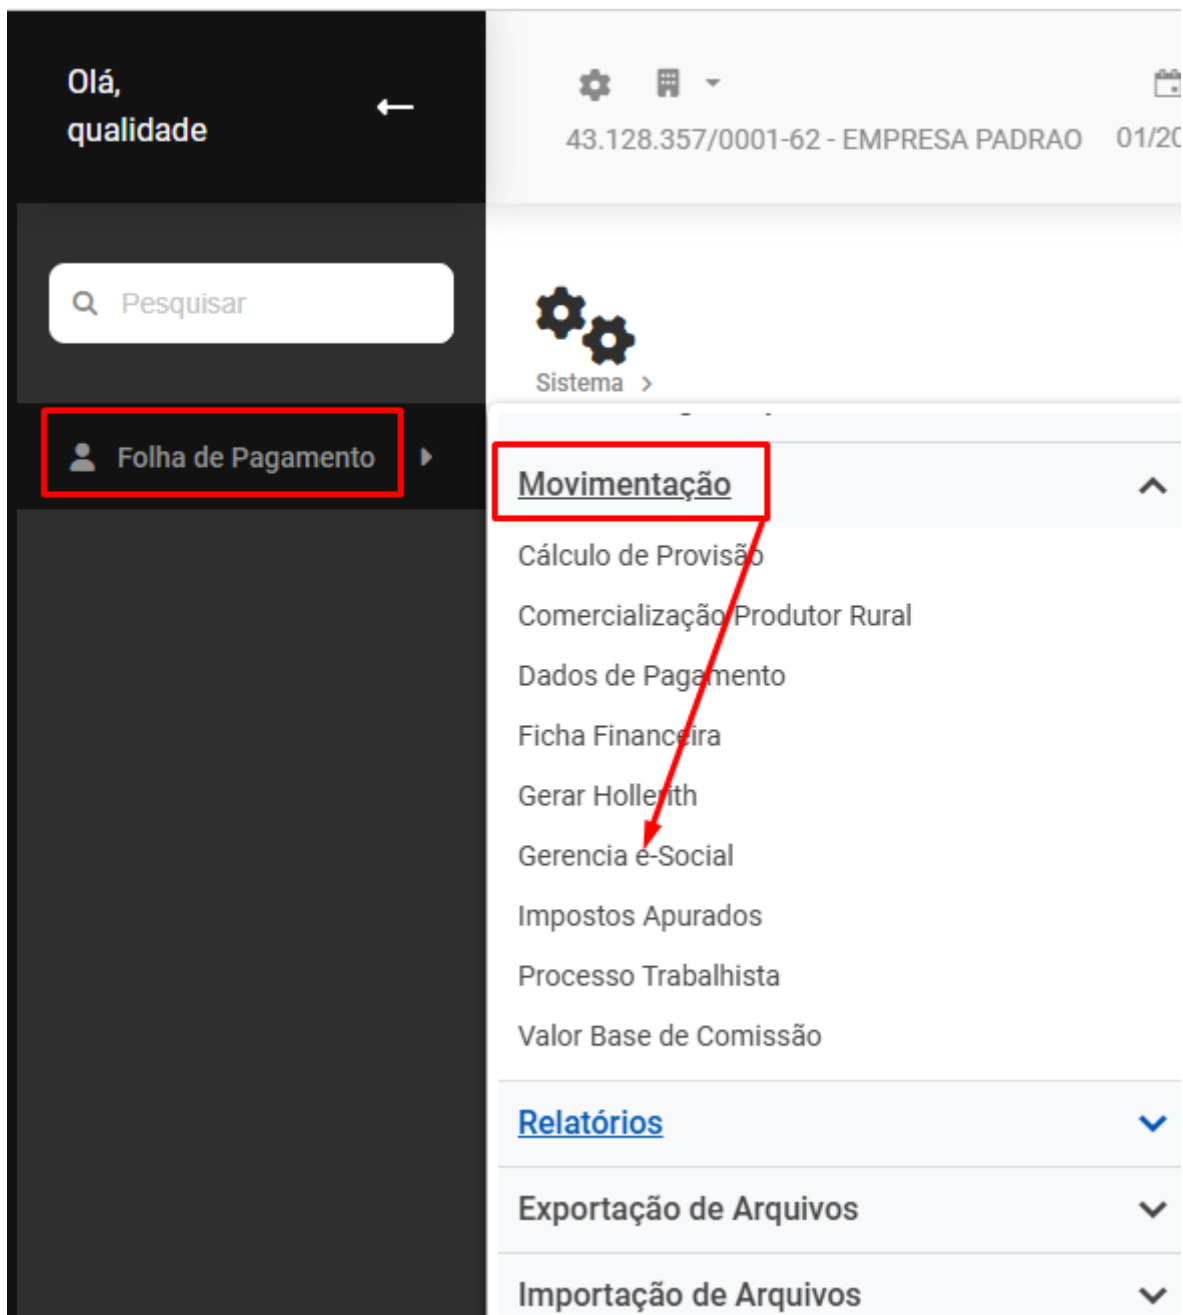 Olá,
qualidade
43.128.357/0001-62 - EMPRESA PADRAO
01/20
Pesquisar
Sistema >
Folha de Pagamento
Movimentação
Cálculo de Provisão
Comercialização Produtor Rural
Dados de Pagamento
Ficha Financeira
Gerar Hollerith
Gerencia e-Social
Impostos Apurados
Processo Trabalhista
Valor Base de Comissão
Relatórios
Exportação de Arquivos
Importação de Arquivos